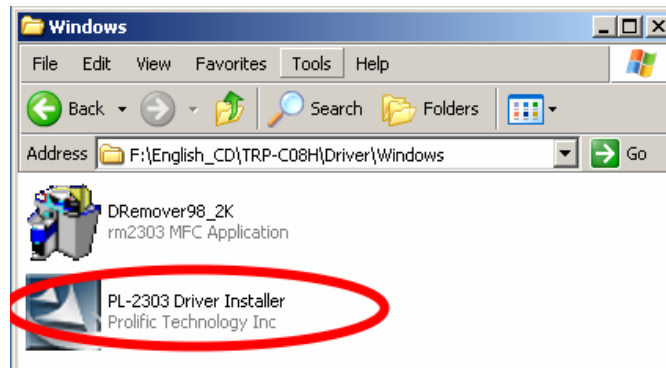 Windows
File Edit View Favorites Tools Help
Back Search Folders
Address F:\English_CD\TRP-C08H\Driver\Windows Go
DRemover98_2K
rm2303 MFC Application
PL-2303 Driver Installer
Prolific Technology Inc